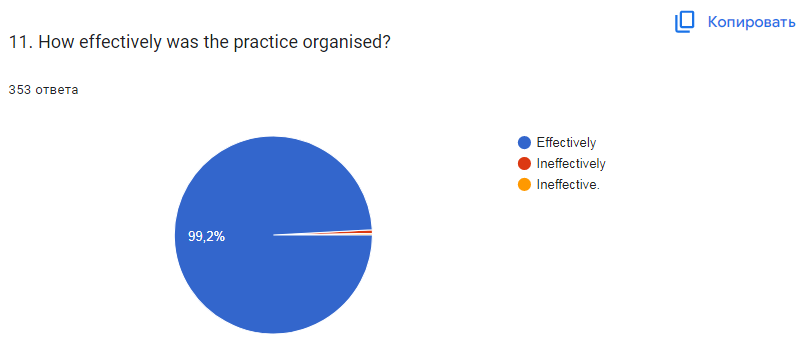 Копировать
11. How effectively was the practice organised?
353 ответа
Effectively
Ineffectively
Ineffective.
99,2%